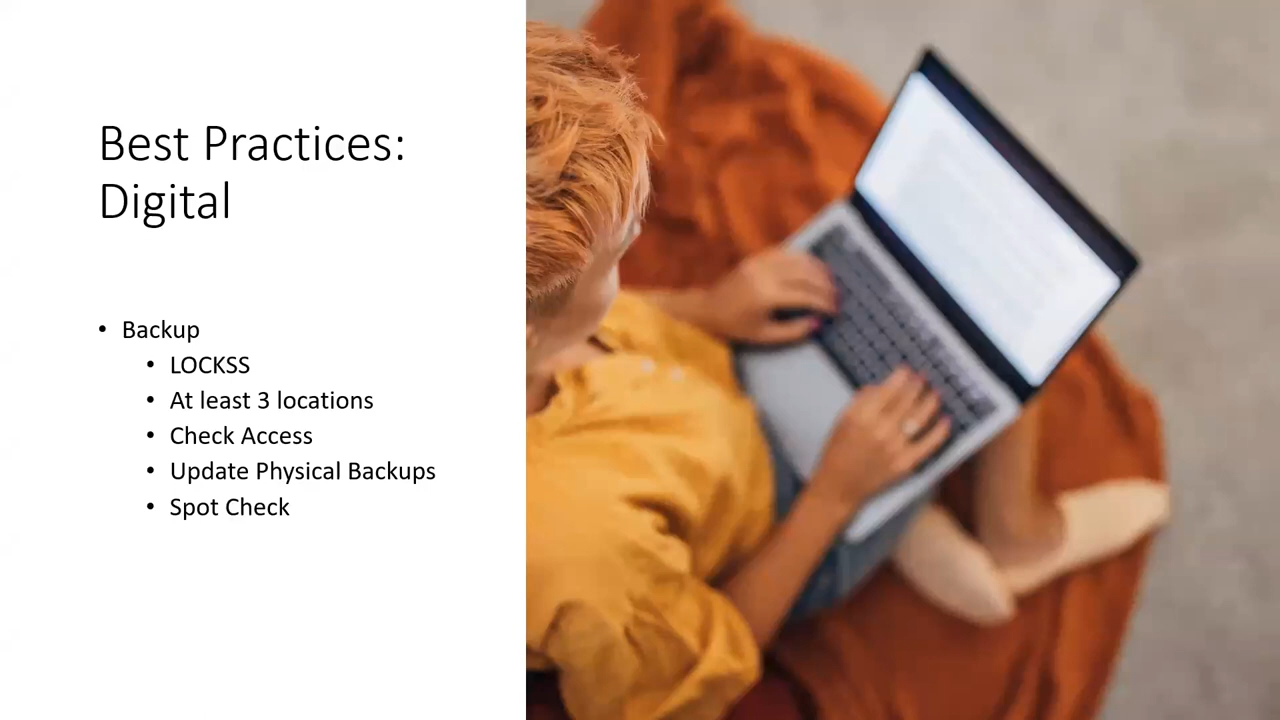 Best Practices:
Digital
• Backup
• LOCKSS
• At least 3 locations
• Check Access
• Update Physical Backups
• Spot Check